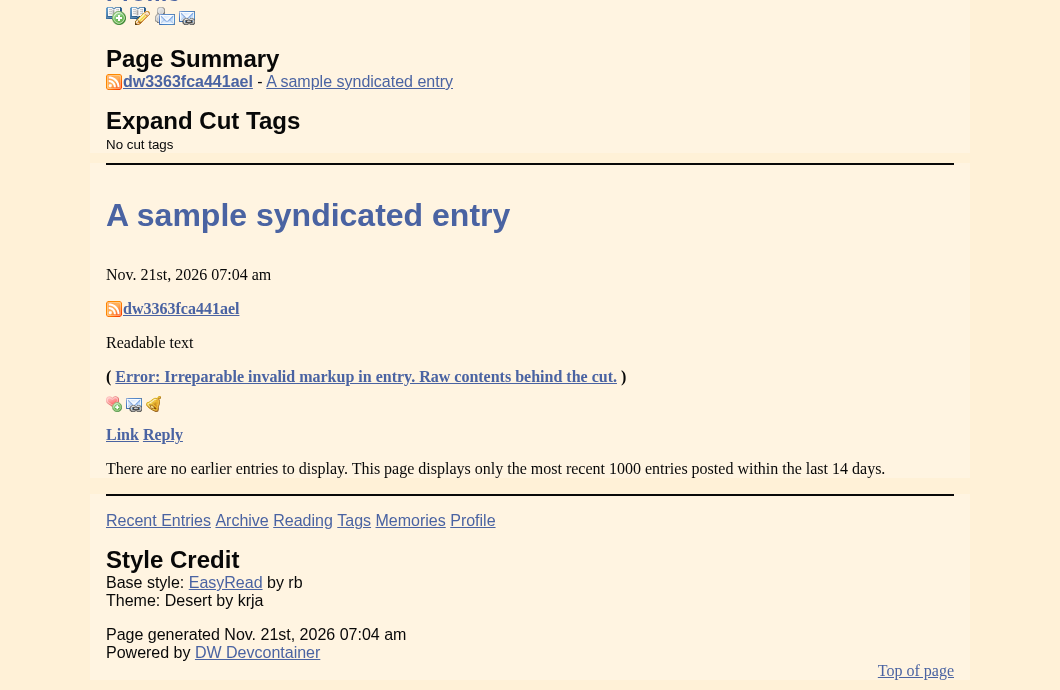 Profile
Page Summary
dw3363fca441ael - A sample syndicated entry
Expand Cut Tags
No cut tags
A sample syndicated entry
Nov. 21st, 2026 07:04 am
dw3363fca441ael
Readable text
( Error: Irreparable invalid markup in entry. Raw contents behind the cut. )
Link Reply
There are no earlier entries to display. This page displays only the most recent 1000 entries posted within the last 14 days.
Recent Entries Archive Reading Tags Memories Profile
Style Credit
Base style: EasyRead by rb
Theme: Desert by krja
Page generated Nov. 21st, 2026 07:04 am
Powered by DW Devcontainer
Top of page